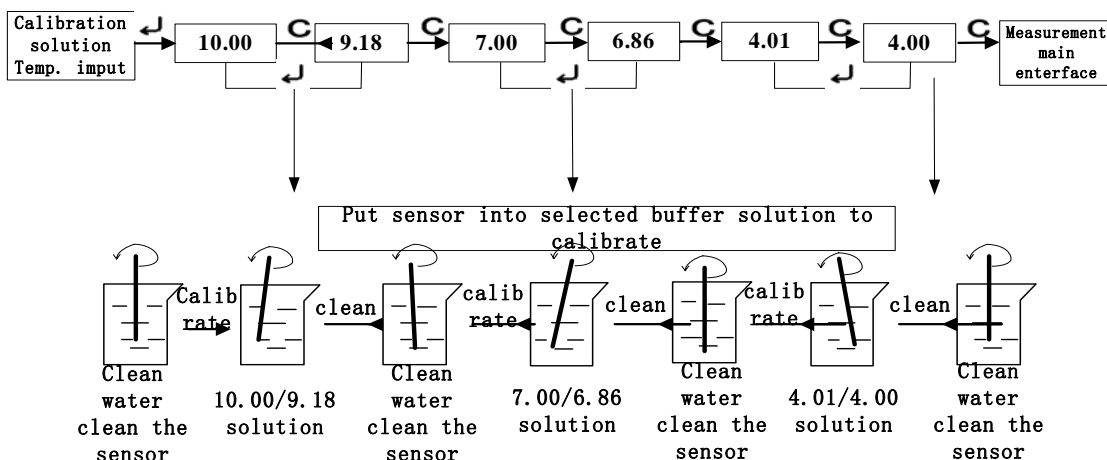 Calibration
solution
Temp. imput
10.00
C
9.18
C
7.00
C
6.86
C
4.01
C
4.00
C
Measurement
main
enterface
Put sensor into selected buffer solution to
calibrate
Calib
rate
clean
calib
rate
clean
calib
rate
clean
Clean
water
clean the
sensor
10.00/9.18
solution
Clean
water
clean the
sensor
7.00/6.86
solution
Clean
water
clean the
sensor
4.01/4.00
solution
Clean
water
clean the
sensor